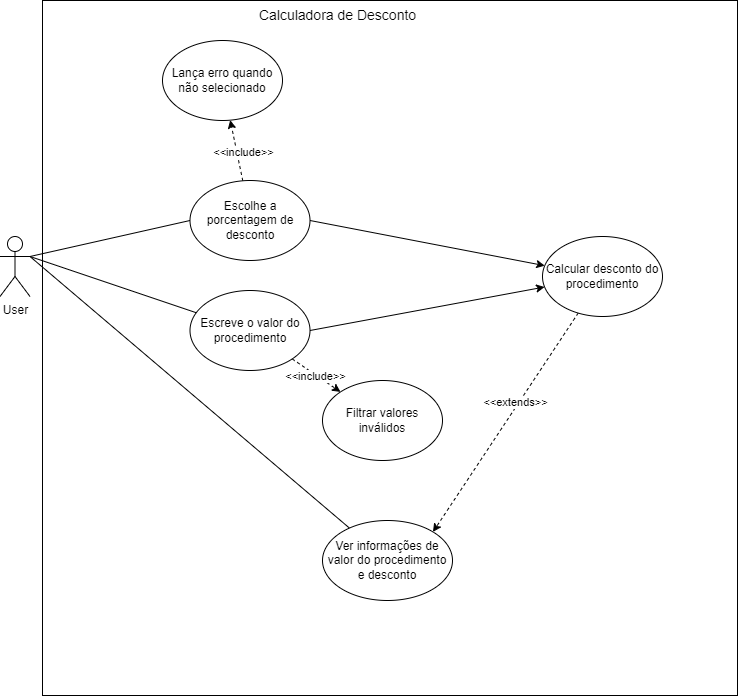 Calculadora de Desconto
Lança erro quando
não selecionado
<<include>>
Escolhe a
porcentagem de
desconto
User
Escreve o valor do
procedimento
Calcular desconto do
procedimento
<<include>>
Filtrar valores
inválidos
<<extends>>
Ver informações de
valor do procedimento
e desconto